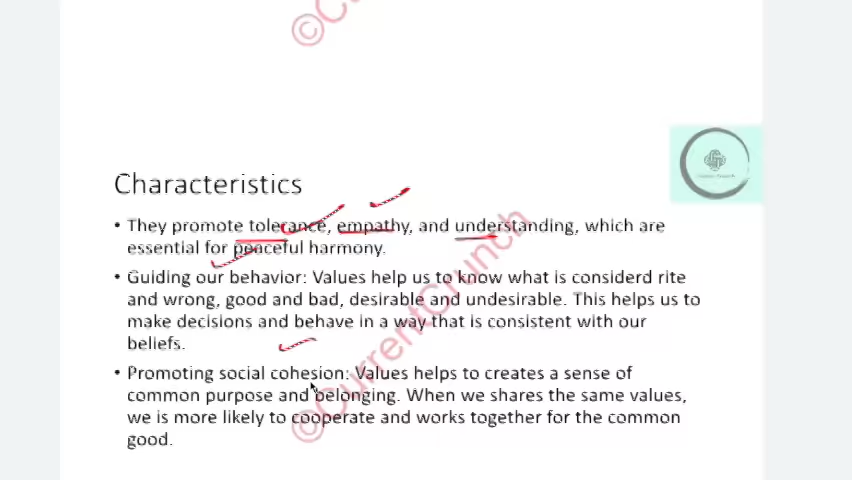 ©Cu
Characteristics
• They promote tolerance, empathy, and understanding, which are
essential for peaceful harmony.
• Guiding our behavior: Values help us to know what is considerd rite
and wrong, good and bad, desirable and undesirable. This helps us to
make decisions and behave in a way that is consistent with our
beliefs.
• Promoting social cohesion: Values helps to creates a sense of
common purpose and belonging. When we shares the same values,
we is more likely to cooperate and works together for the common
good.
©CurrentCrunch